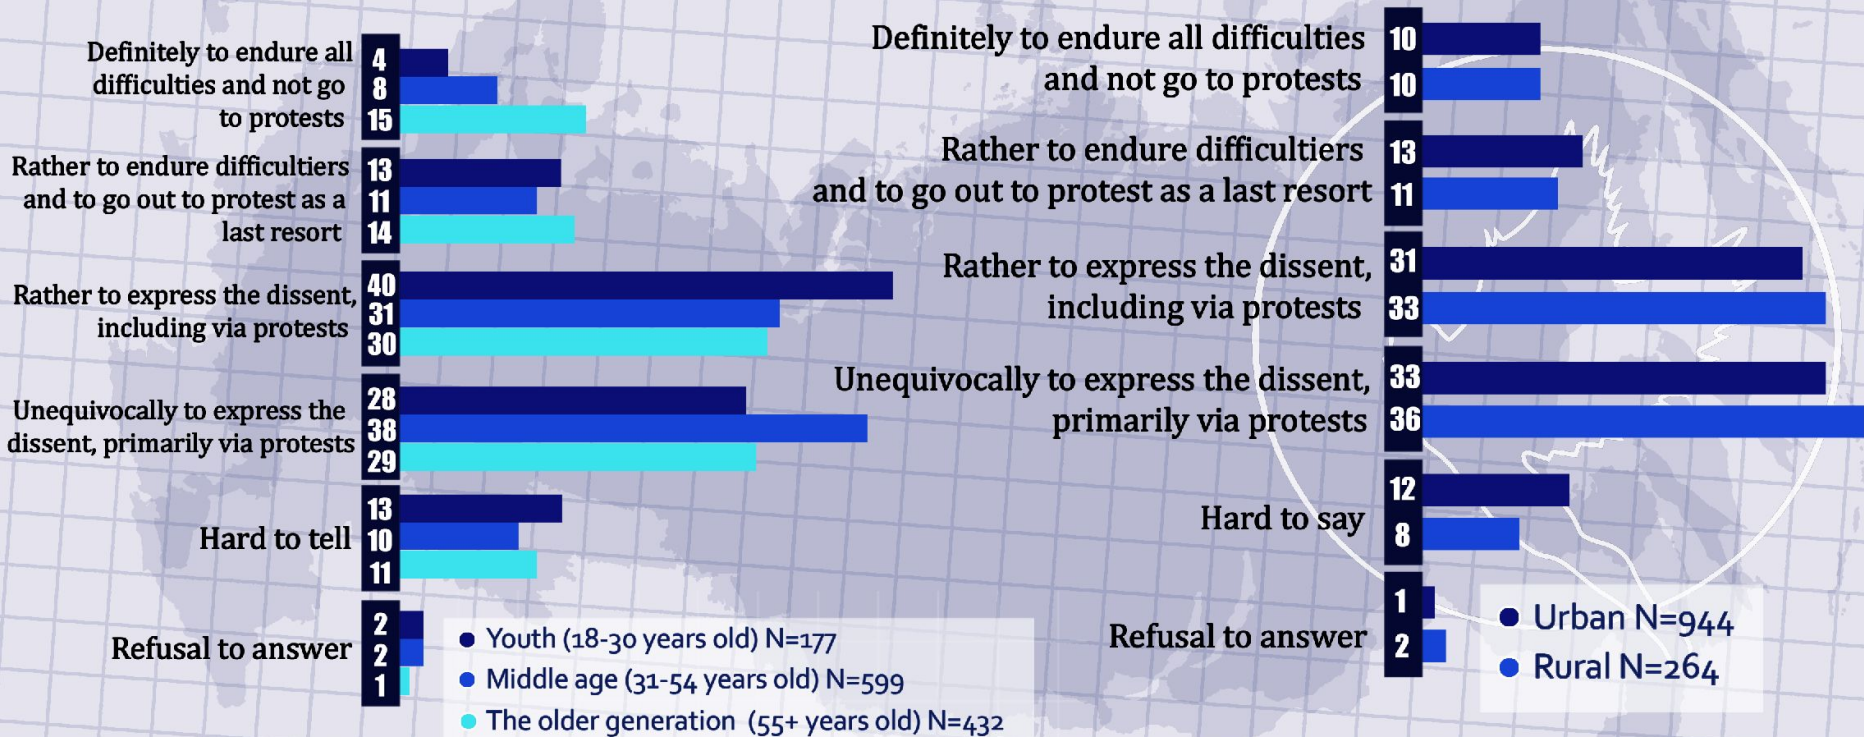 Definitely to endure all
difficulties and not go
to protests
4
8
15
Rather to endure difficultiers
and to go out to protest as a
last resort
13
11
14
Rather to express the dissent,
including via protests
40
31
30
Unequivocally to express the
dissent, primarily via protests
28
38
29
Hard to tell
13
10
11
Refusal to answer
2
2
1
Youth (18-30 years old) N=177
Middle age (31-54 years old) N=599
The older generation (55+ years old) N=432
Definitely to endure all difficulties
and not go to protests
10
10
Rather to endure difficultiers
and to go out to protest as a last resort
13
11
Rather to express the dissent,
including via protests
31
33
Unequivocally to express the dissent,
primarily via protests
33
36
Hard to say
12
8
Refusal to answer
1
2
Urban N=944
Rural N=264